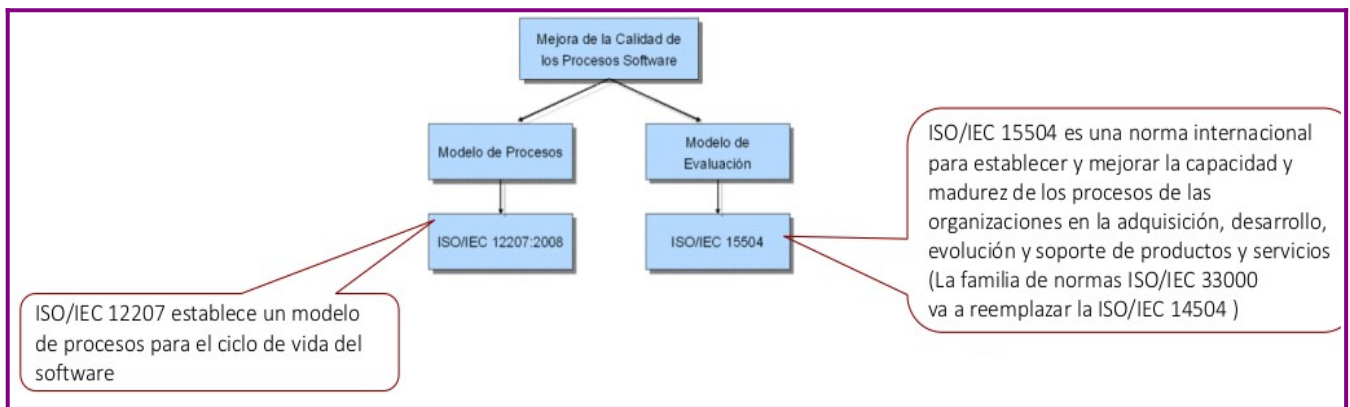 Mejora de la Calidad de
los Procesos Software
Modelo de Procesos
Modelo de
Evaluación
ISO/IEC 12207:2008
ISO/IEC 15504
ISO/IEC 15504 es una norma internacional
para establecer y mejorar la capacidad y
madurez de los procesos de las
organizaciones en la adquisición, desarrollo,
evolución y soporte de productos y servicios
(La familia de normas ISO/IEC 33000
va a reemplazar la ISO/IEC 14504 )
ISO/IEC 12207 establece un modelo
de procesos para el ciclo de vida del
software